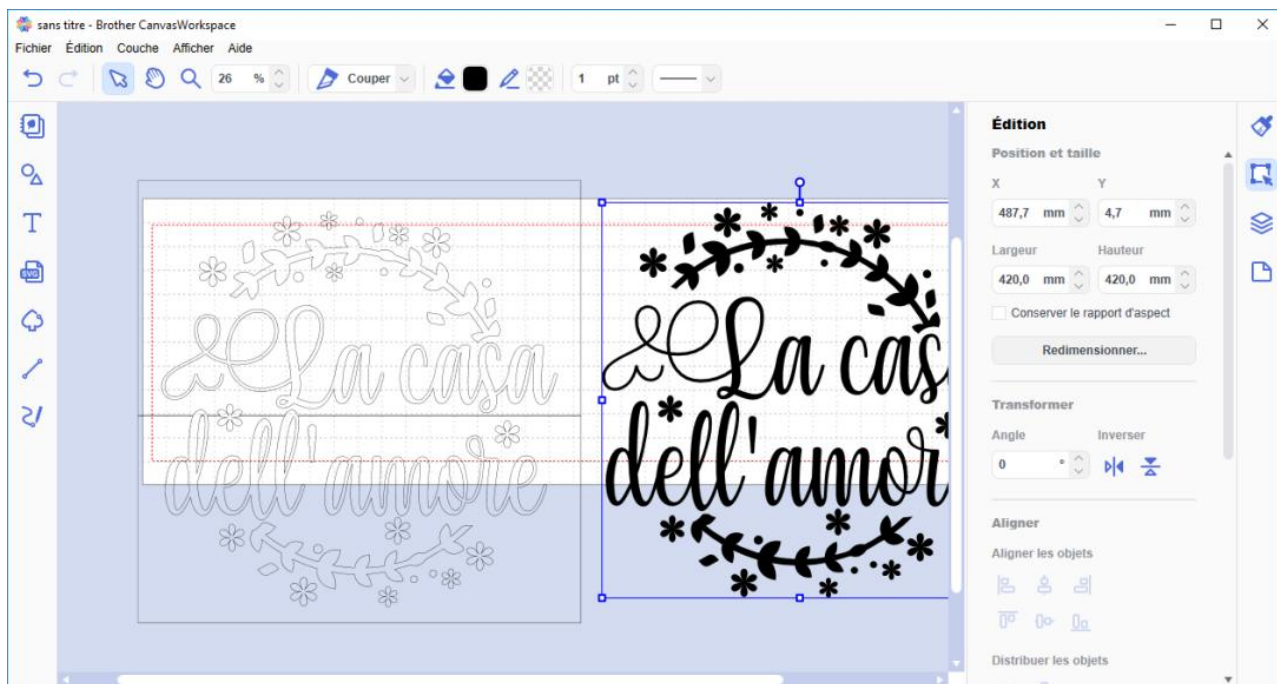 sans titre - Brother CanvasWorkspace
Fichier Édition Couche Afficher Aide
26 % Couper 1 pt
T
SVG
La casa
dell'amore
La cas
dell'amor
Édition
Position et taille
X Y
487,7 mm 4,7 mm
Largeur Hauteur
420,0 mm 420,0 mm
Conserver le rapport d'aspect
Redimensionner...
Transformer
Angle Inverser
0 °
Aligner
Aligner les objets
Distribuer les objets